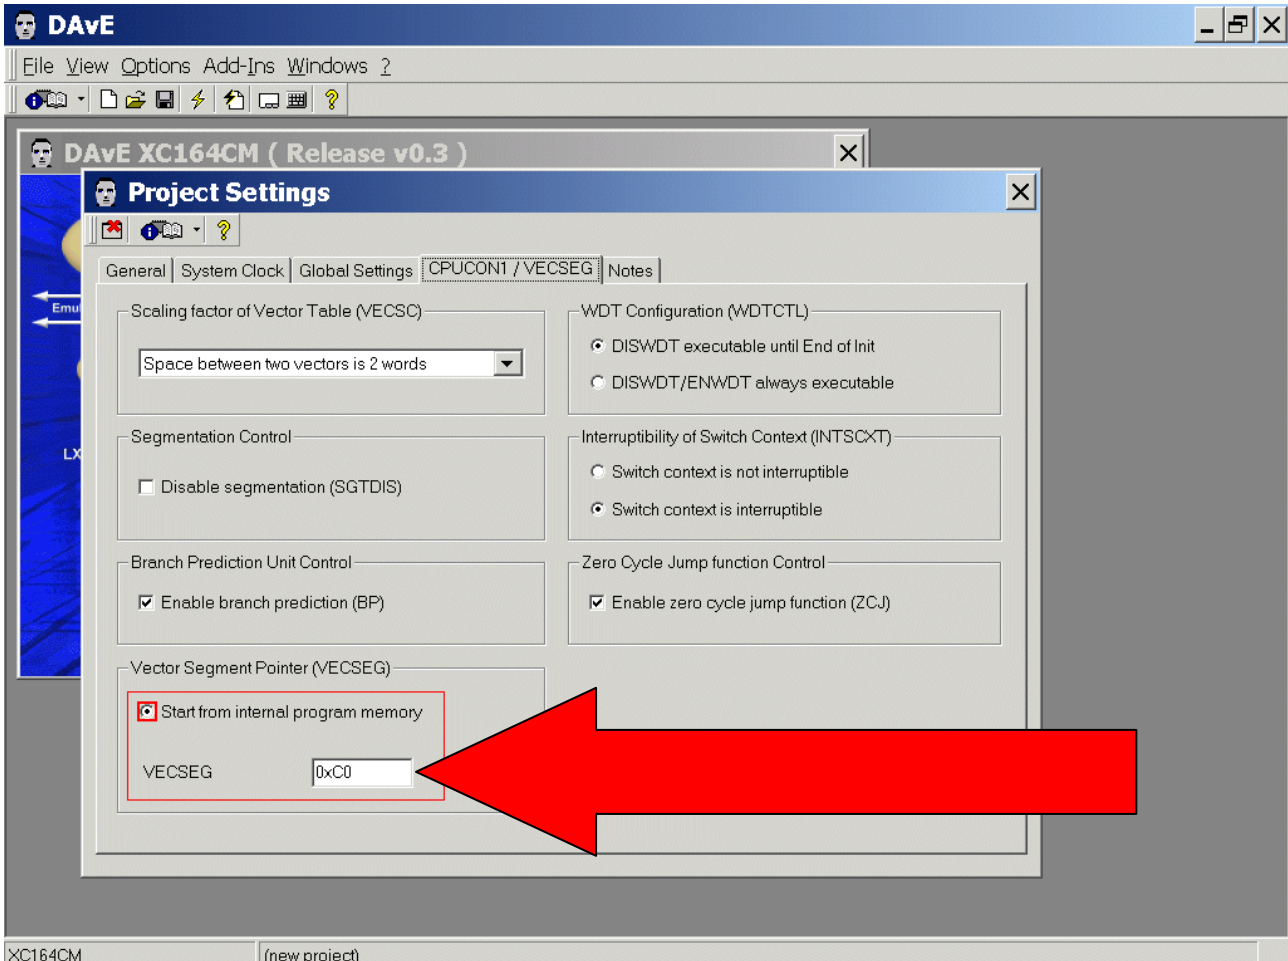 DAvE
File View Options Add-Ins Windows ?
DAvE XC164CM ( Release v0.3 )
Project Settings
General System Clock Global Settings CPUCON1 / VECSEG Notes
Emul
Scaling factor of Vector Table (VECSC)
Space between two vectors is 2 words
WDT Configuration (WDTCTL)
DISWDT executable until End of Init
DISWDT/ENWDT always executable
LX
Segmentation Control
Disable segmentation (SGTDIS)
Interruptibility of Switch Context (INTSCXT)
Switch context is not interruptible
Switch context is interruptible
Branch Prediction Unit Control
Enable branch prediction (BP)
Zero Cycle Jump function Control
Enable zero cycle jump function (ZCJ)
Vector Segment Pointer (VECSEG)
Start from internal program memory
VECSEG 0xC0
XC164CM (new project)